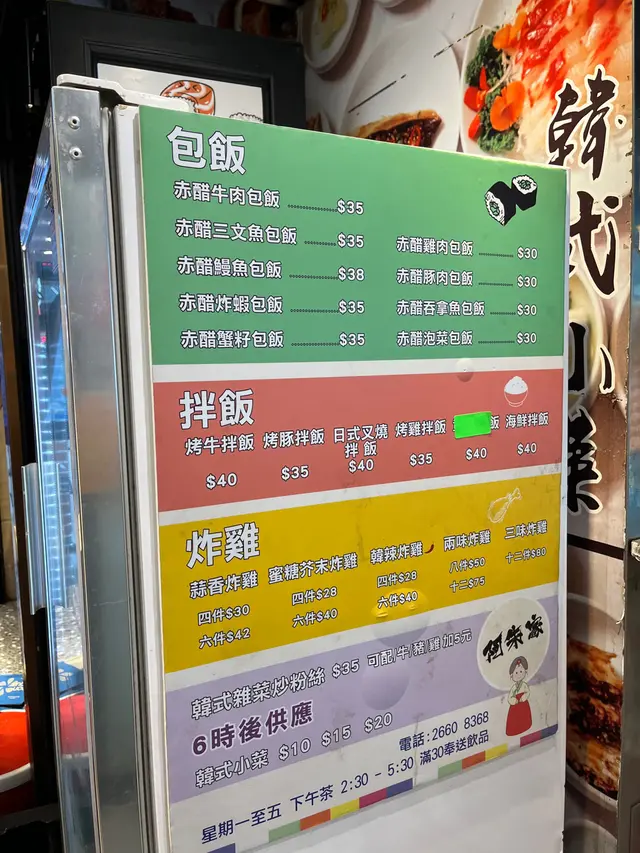 包飯
赤醋牛肉包飯 $35
赤醋三文魚包飯 $35
赤醋鰻魚包飯 $38
赤醋炸蝦包飯 $35
赤醋蟹籽包飯 $35
赤醋雞肉包飯 $30
赤醋豚肉包飯 $30
赤醋吞拿魚包飯 $30
赤醋泡菜包飯 $30
拌飯
烤牛拌飯 $40
烤豚拌飯 $35
日式叉燒
拌飯 $40
烤雞拌飯 $35
飯 $40
海鮮拌飯 $40
炸雞
蒜香炸雞
四件$30
六件$42
蜜糖芥末炸雞
四件$28
六件$40
韓辣炸雞
四件$28
六件$40
兩味炸雞
八件$50
十二$75
三味炸雞
十二件$80
韓式雜菜炒粉絲 $35 可配/牛/豬/雞 加5元
6時後供應
韓式小菜 $10 $15 $20
阿朱家
電話:2660 8368
星期一至五 下午茶 2:30 - 5:30 滿30奉送飲品
韓式小菜